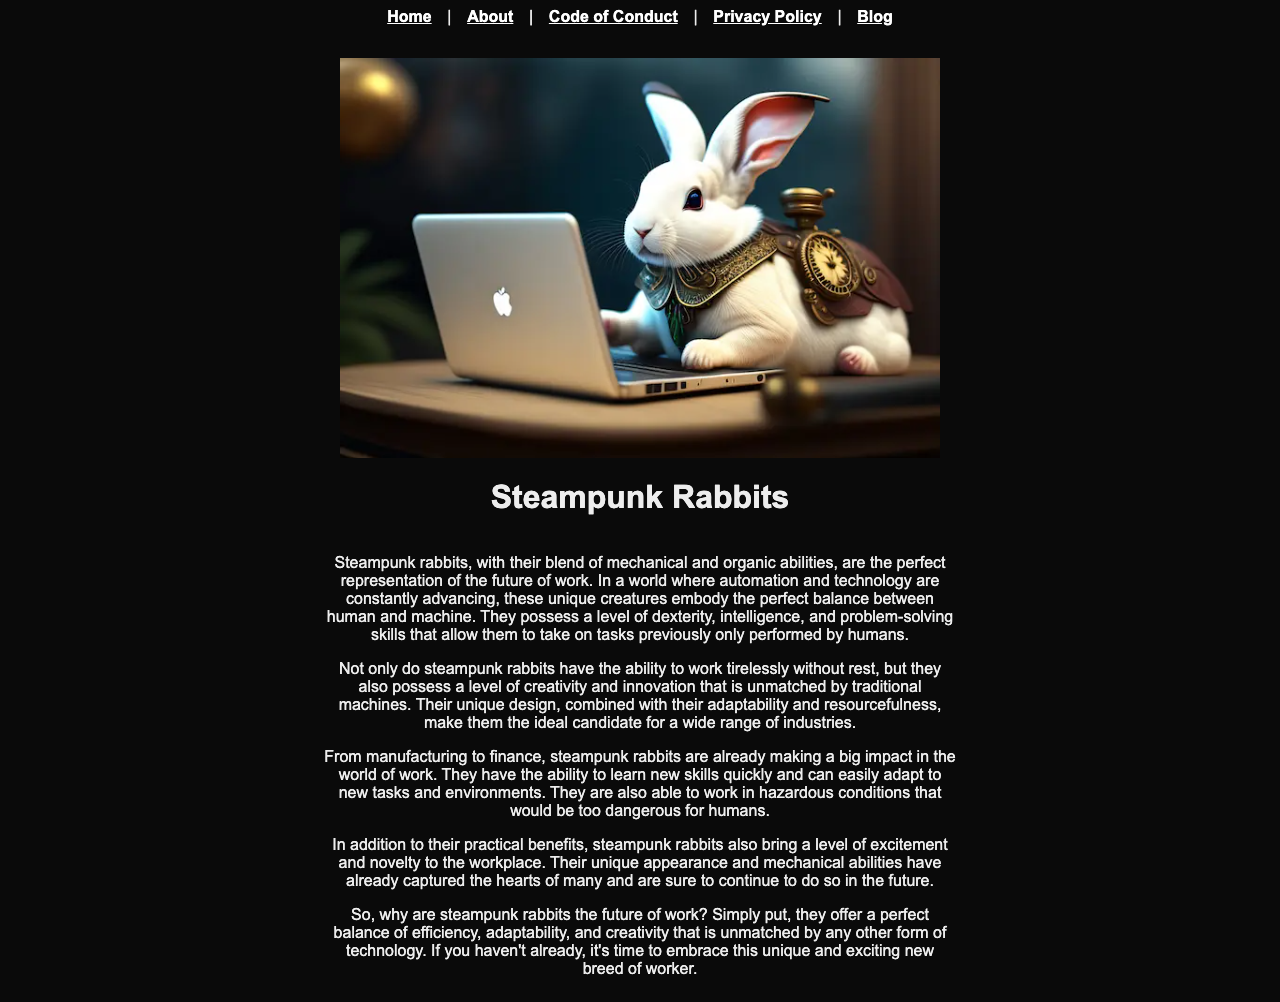 Home | About | Code of Conduct | Privacy Policy | Blog
Steampunk Rabbits
Steampunk rabbits, with their blend of mechanical and organic abilities, are the perfect
representation of the future of work. In a world where automation and technology are
constantly advancing, these unique creatures embody the perfect balance between
human and machine. They possess a level of dexterity, intelligence, and problem-solving
skills that allow them to take on tasks previously only performed by humans.
Not only do steampunk rabbits have the ability to work tirelessly without rest, but they
also possess a level of creativity and innovation that is unmatched by traditional
machines. Their unique design, combined with their adaptability and resourcefulness,
make them the ideal candidate for a wide range of industries.
From manufacturing to finance, steampunk rabbits are already making a big impact in the
world of work. They have the ability to learn new skills quickly and can easily adapt to
new tasks and environments. They are also able to work in hazardous conditions that
would be too dangerous for humans.
In addition to their practical benefits, steampunk rabbits also bring a level of excitement
and novelty to the workplace. Their unique appearance and mechanical abilities have
already captured the hearts of many and are sure to continue to do so in the future.
So, why are steampunk rabbits the future of work? Simply put, they offer a perfect
balance of efficiency, adaptability, and creativity that is unmatched by any other form of
technology. If you haven't already, it's time to embrace this unique and exciting new
breed of worker.